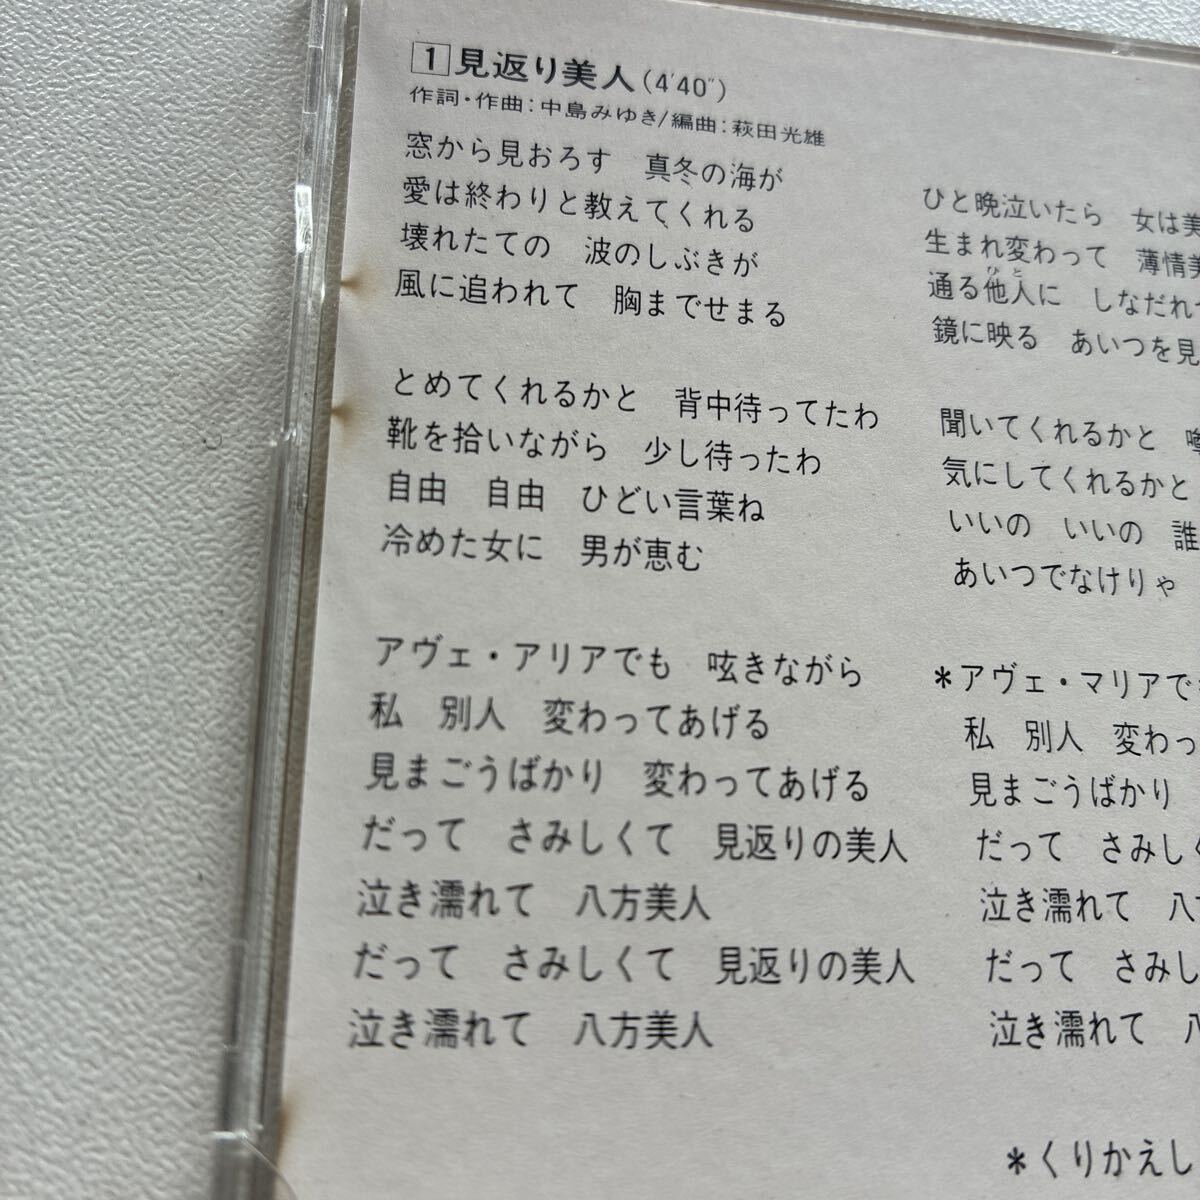 1 見返り美人(4'40")
作詞・作曲:中島みゆき/編曲:萩田光雄
窓から見おろす　真冬の海が
愛は終わりと教えてくれる
壊れたての　波のしぶきが
風に追われて　胸までせまる
とめてくれるかと　背中待ってたわ
靴を拾いながら　少し待ったわ
自由　自由　ひどい言葉ね
冷めた女に　男が恵む
アヴェ・アリアでも　呟きながら
私　別人　変わってあげる
見まごうばかり　変わってあげる
だって　さみしくて　見返りの美人
泣き濡れて　八方美人
だって　さみしくて　見返りの美人
泣き濡れて　八方美人
ひと晩泣いたら　女は美
生まれ変わって　薄情美
ひと
通る他人に　しなだれ
鏡に映る　あいつを見
聞いてくれるかと　噂
気にしてくれるかと
いいの　いいの　誰
あいつでなけりゃ
*アヴェ・マリアで
私　別人　変わっ
見まごうばかり
だって　さみしく
泣き濡れて　八
だって　さみし
泣き濡れて　八
*くりかえし